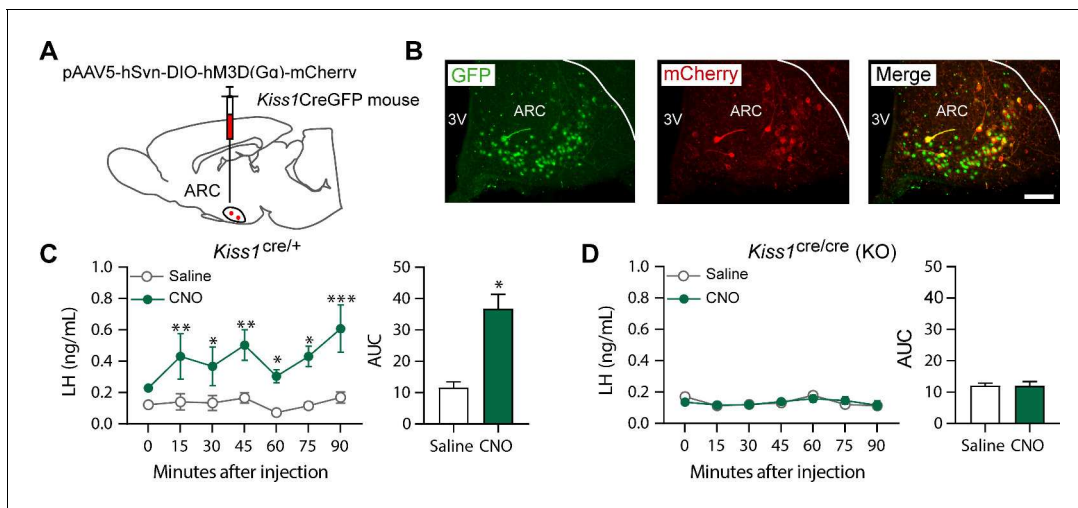 A
pAAV5-hSyn-DIO-hM3D(Gq)-mCherry
Kiss1CreGFP mouse
ARC
B
GFP
ARC
3V
mCherry
ARC
3V
Merge
ARC
3V
C
Kiss1cre/+
Saline
CNO
LH (ng/mL)
1.0
0.8
0.6
0.4
0.2
0.0
** * ** * * ***
0 15 30 45 60 75 90
Minutes after injection
AUC
50
40
30
20
10
0
*
Saline CNO
D
Kiss1cre/cre (KO)
Saline
CNO
LH (ng/mL)
1.0
0.8
0.6
0.4
0.2
0.0
0 15 30 45 60 75 90
Minutes after injection
AUC
50
40
30
20
10
0
Saline CNO